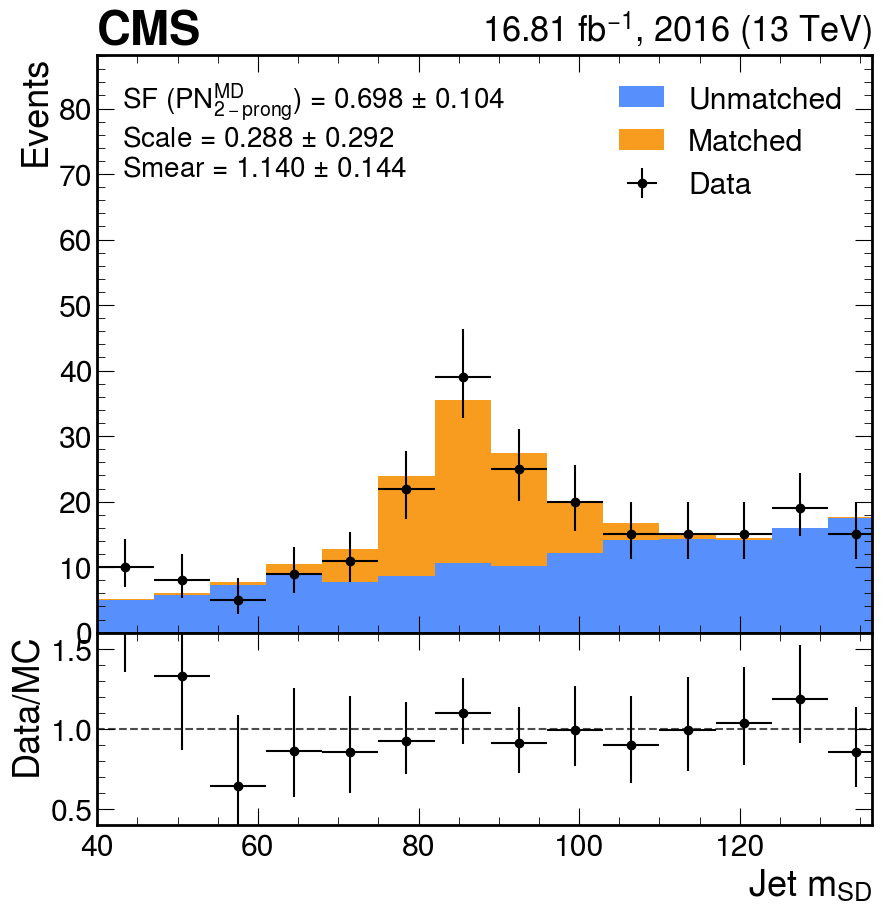 CMS 16.81 fb⁻¹, 2016 (13 TeV)
Events
SF (PN^MD_2−prong) = 0.698 ± 0.104
Scale = 0.288 ± 0.292
Smear = 1.140 ± 0.144
Unmatched
Matched
Data
80
70
60
50
40
30
20
10
0
Data/MC
1.5
1.0
0.5
40 60 80 100 120
Jet m_SD